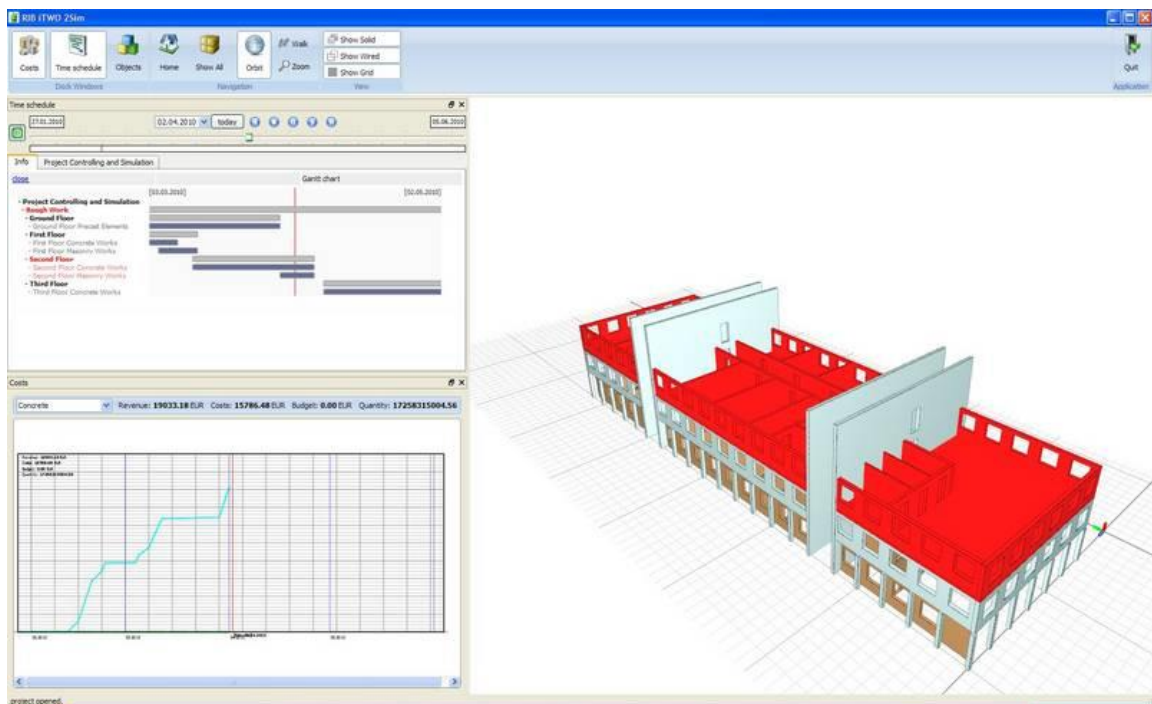 RIB iTWO 2Sim
Costs
Time schedule
Objects
Home
Show All
Orbit
Walk
Zoom
Show Solid
Show Wired
Show Grid
Quit
Dock Windows
Navigation
View
Application
Time schedule
27.01.2010
02.04.2010
today
05.06.2010
Info
Project Controlling and Simulation
close
Gantt chart
[03.03.2010]
[02.05.2010]
- Project Controlling and Simulation
- Rough Work
- Ground Floor
- Ground Floor Precast Elements
- First Floor
- First Floor Concrete Works
- First Floor Masonry Works
- Second Floor
- Second Floor Concrete Works
- Second Floor Masonry Works
- Third Floor
- Third Floor Concrete Works
Costs
Concrete
Revenue: 19033.18 EUR Costs: 15786.48 EUR Budget: 0.00 EUR Quantity: 17258315004.56
project opened.